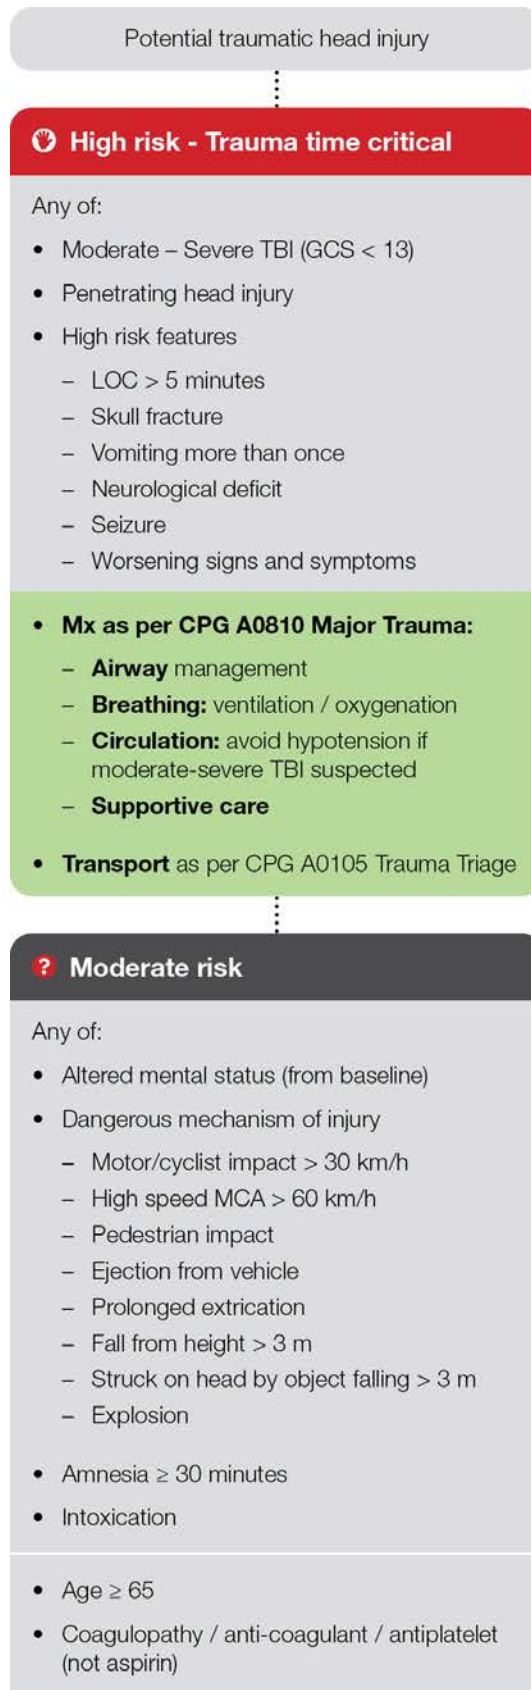 Potential traumatic head injury
High risk - Trauma time critical
Any of:
• Moderate – Severe TBI (GCS < 13)
• Penetrating head injury
• High risk features
– LOC > 5 minutes
– Skull fracture
– Vomiting more than once
– Neurological deficit
– Seizure
– Worsening signs and symptoms
• Mx as per CPG A0810 Major Trauma:
– Airway management
– Breathing: ventilation / oxygenation
– Circulation: avoid hypotension if
moderate-severe TBI suspected
– Supportive care
• Transport as per CPG A0105 Trauma Triage
? Moderate risk
Any of:
• Altered mental status (from baseline)
• Dangerous mechanism of injury
– Motor/cyclist impact > 30 km/h
– High speed MCA > 60 km/h
– Pedestrian impact
– Ejection from vehicle
– Prolonged extrication
– Fall from height > 3 m
– Struck on head by object falling > 3 m
– Explosion
• Amnesia ≥ 30 minutes
• Intoxication
• Age ≥ 65
• Coagulopathy / anti-coagulant / antiplatelet
(not aspirin)